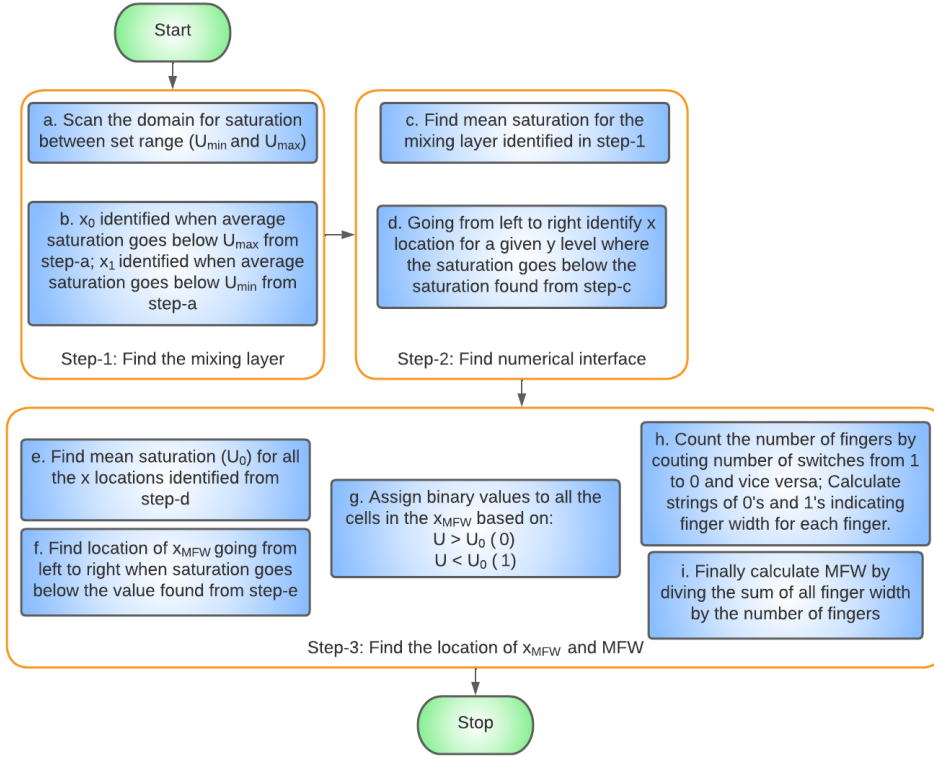 Start
a. Scan the domain for saturation
between set range (Umin and Umax)
b. x0 identified when average
saturation goes below Umax from
step-a; x1 identified when average
saturation goes below Umin from
step-a
Step-1: Find the mixing layer
c. Find mean saturation for the
mixing layer identified in step-1
d. Going from left to right identify x
location for a given y level where
the saturation goes below the
saturation found from step-c
Step-2: Find numerical interface
e. Find mean saturation (U0) for all
the x locations identified from
step-d
f. Find location of xMFW going from
left to right when saturation goes
below the value found from step-e
g. Assign binary values to all the
cells in the xMFW based on:
U > U0 ( 0)
U < U0 ( 1)
h. Count the number of fingers by
couting number of switches from 1
to 0 and vice versa; Calculate
strings of 0's and 1's indicating
finger width for each finger.
i. Finally calculate MFW by
diving the sum of all finger width
by the number of fingers
Step-3: Find the location of xMFW and MFW
Stop